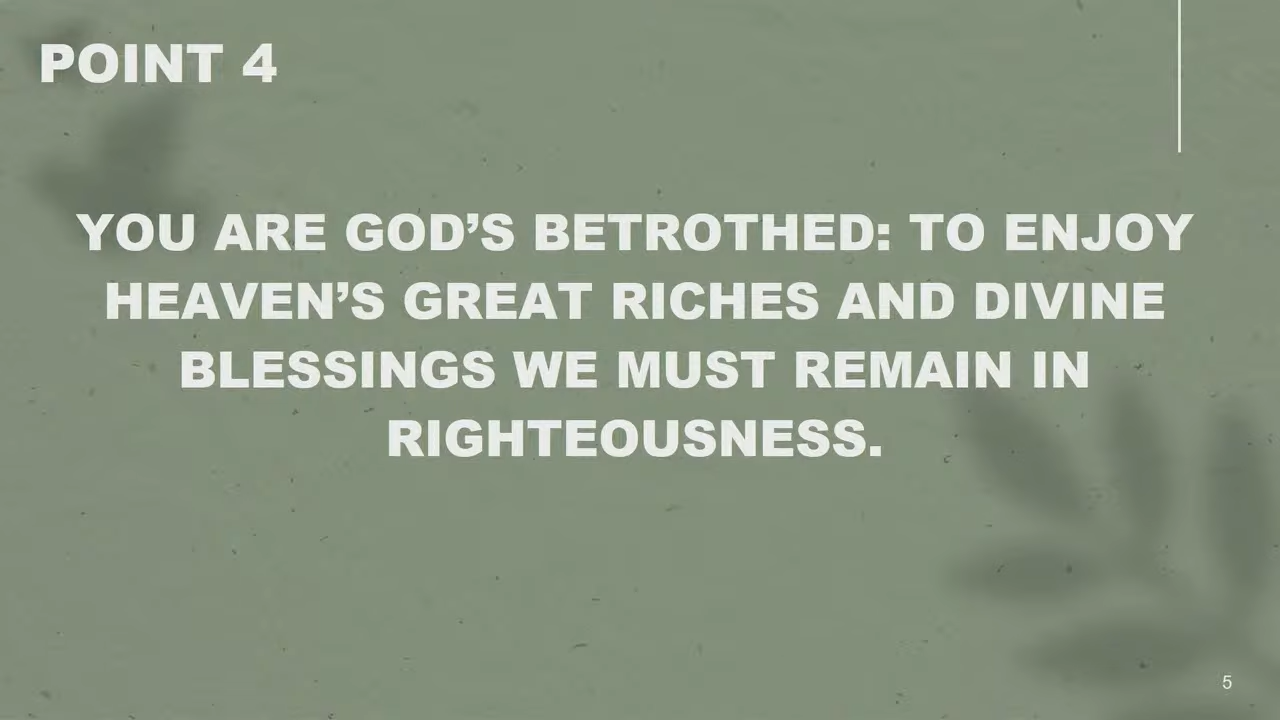 POINT 4
YOU ARE GOD’S BETROTHED: TO ENJOY
HEAVEN’S GREAT RICHES AND DIVINE
BLESSINGS WE MUST REMAIN IN
RIGHTEOUSNESS.
5